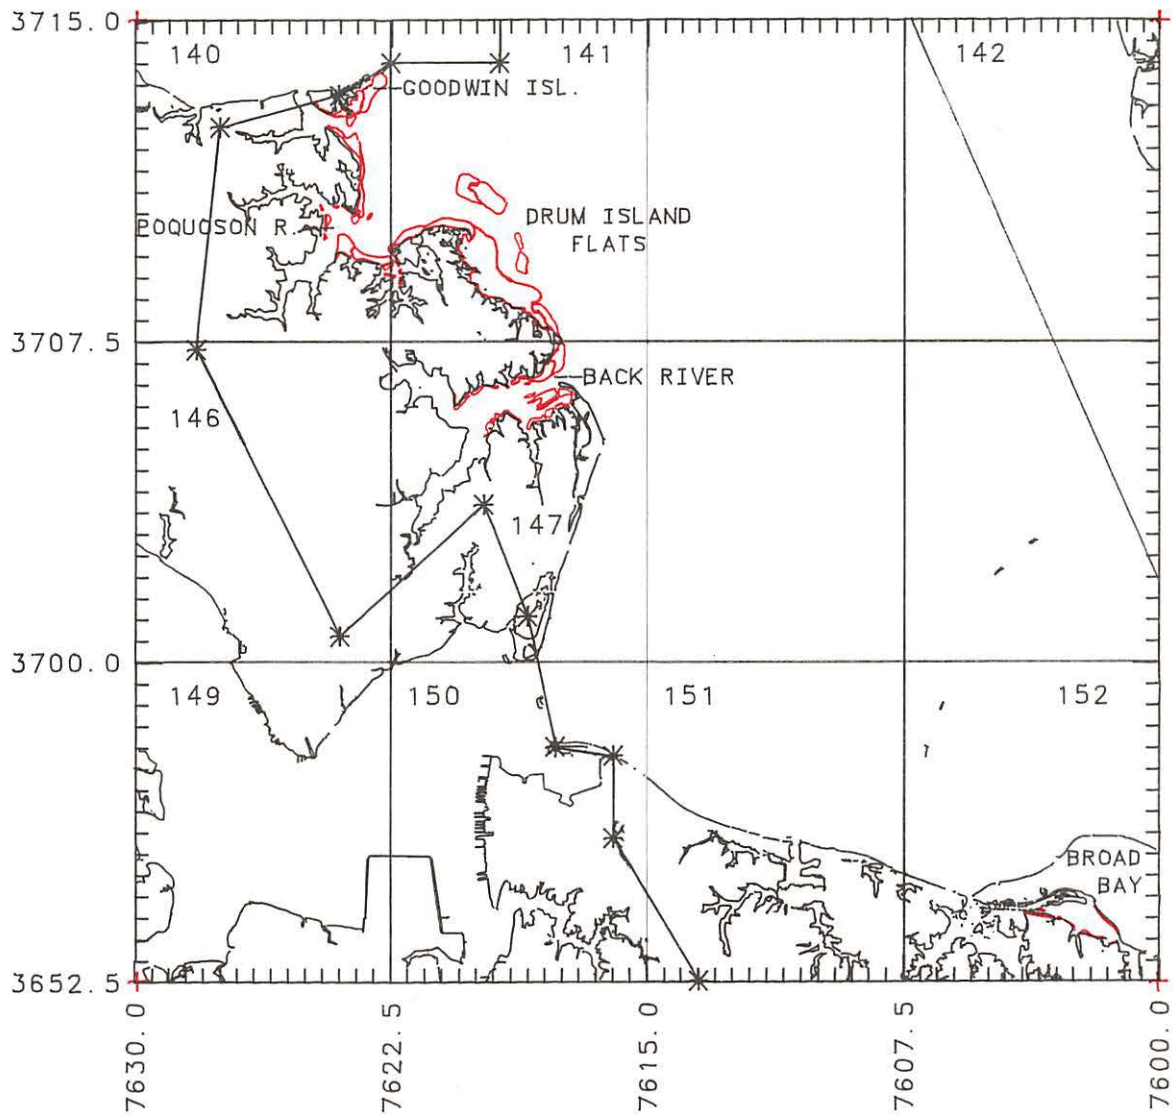 3715.0
140
141
142
GOODWIN ISL.
POQUOSON R.
DRUM ISLAND
FLATS
3707.5
BACK RIVER
146
147
3700.0
149
150
151
152
BROAD
BAY
3652.5
7630.0
7622.5
7615.0
7607.5
7600.0